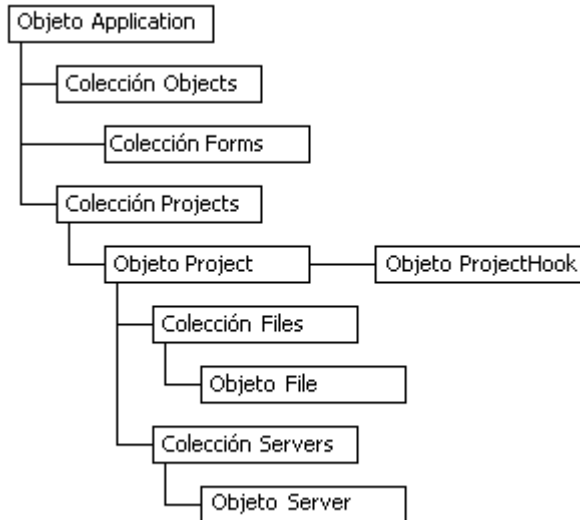 Objeto Application
Colección Objects
Colección Forms
Colección Projects
Objeto Project
Objeto ProjectHook
Colección Files
Objeto File
Colección Servers
Objeto Server